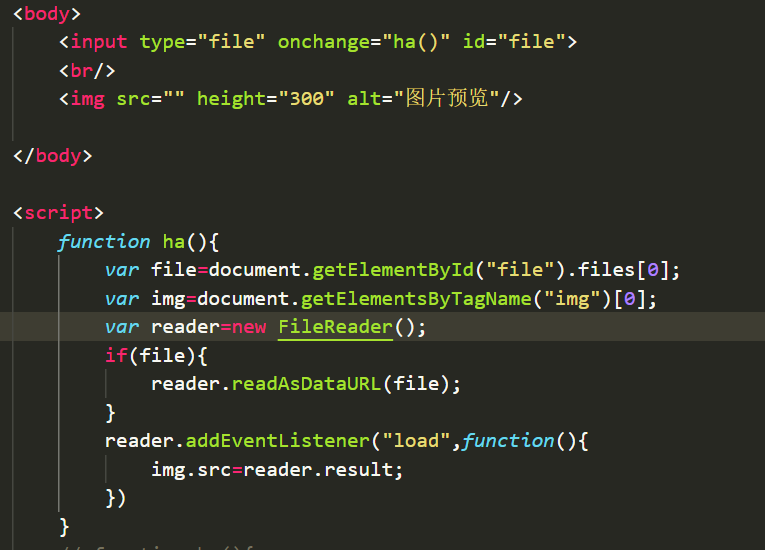 <body>
<input type="file" onchange="ha()" id="file">
<br/>
<img src="" height="300" alt="图片预览"/>
</body>
<script>
function ha(){
var file=document.getElementById("file").files[0];
var img=document.getElementsByTagName("img")[0];
var reader=new FileReader();
if(file){
reader.readAsDataURL(file);
}
reader.addEventListener("load",function(){
img.src=reader.result;
})
}